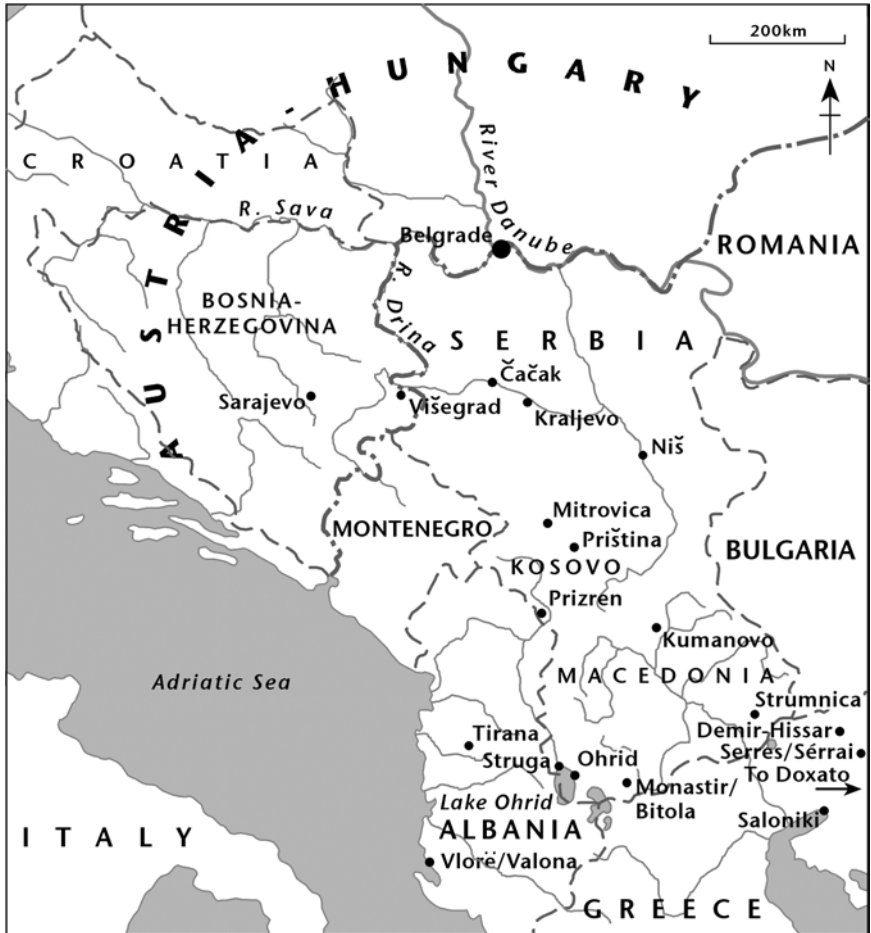 200km
N
AUSTRIA-HUNGARY
CROATIA
R. Sava
River Danube
Belgrade
ROMANIA
R. Drina
BOSNIA-
HERZEGOVINA
SERBIA
Čačak
Sarajevo
Višegrad
Kraljevo
Niš
Mitrovica
MONTENEGRO
Priština
BULGARIA
KOSOVO
Prizren
Kumanovo
Adriatic Sea
MACEDONIA
Strumnica
Demir-Hissar
Tirana
Serres/Sérrai
Struga
Ohrid
To Doxato
Monastir/
Bitola
Lake Ohrid
Saloniki
ITALY
ALBANIA
Vlorë/Valona
GREECE